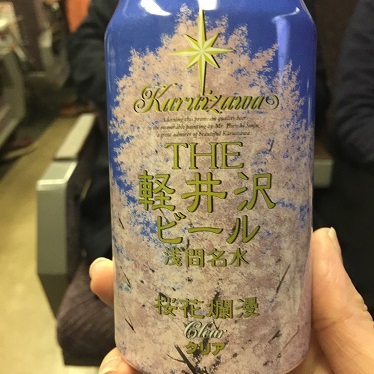 Karuizawa
THE
軽井沢
ビール
浅間名水
桜花爛漫
Clear
クリア